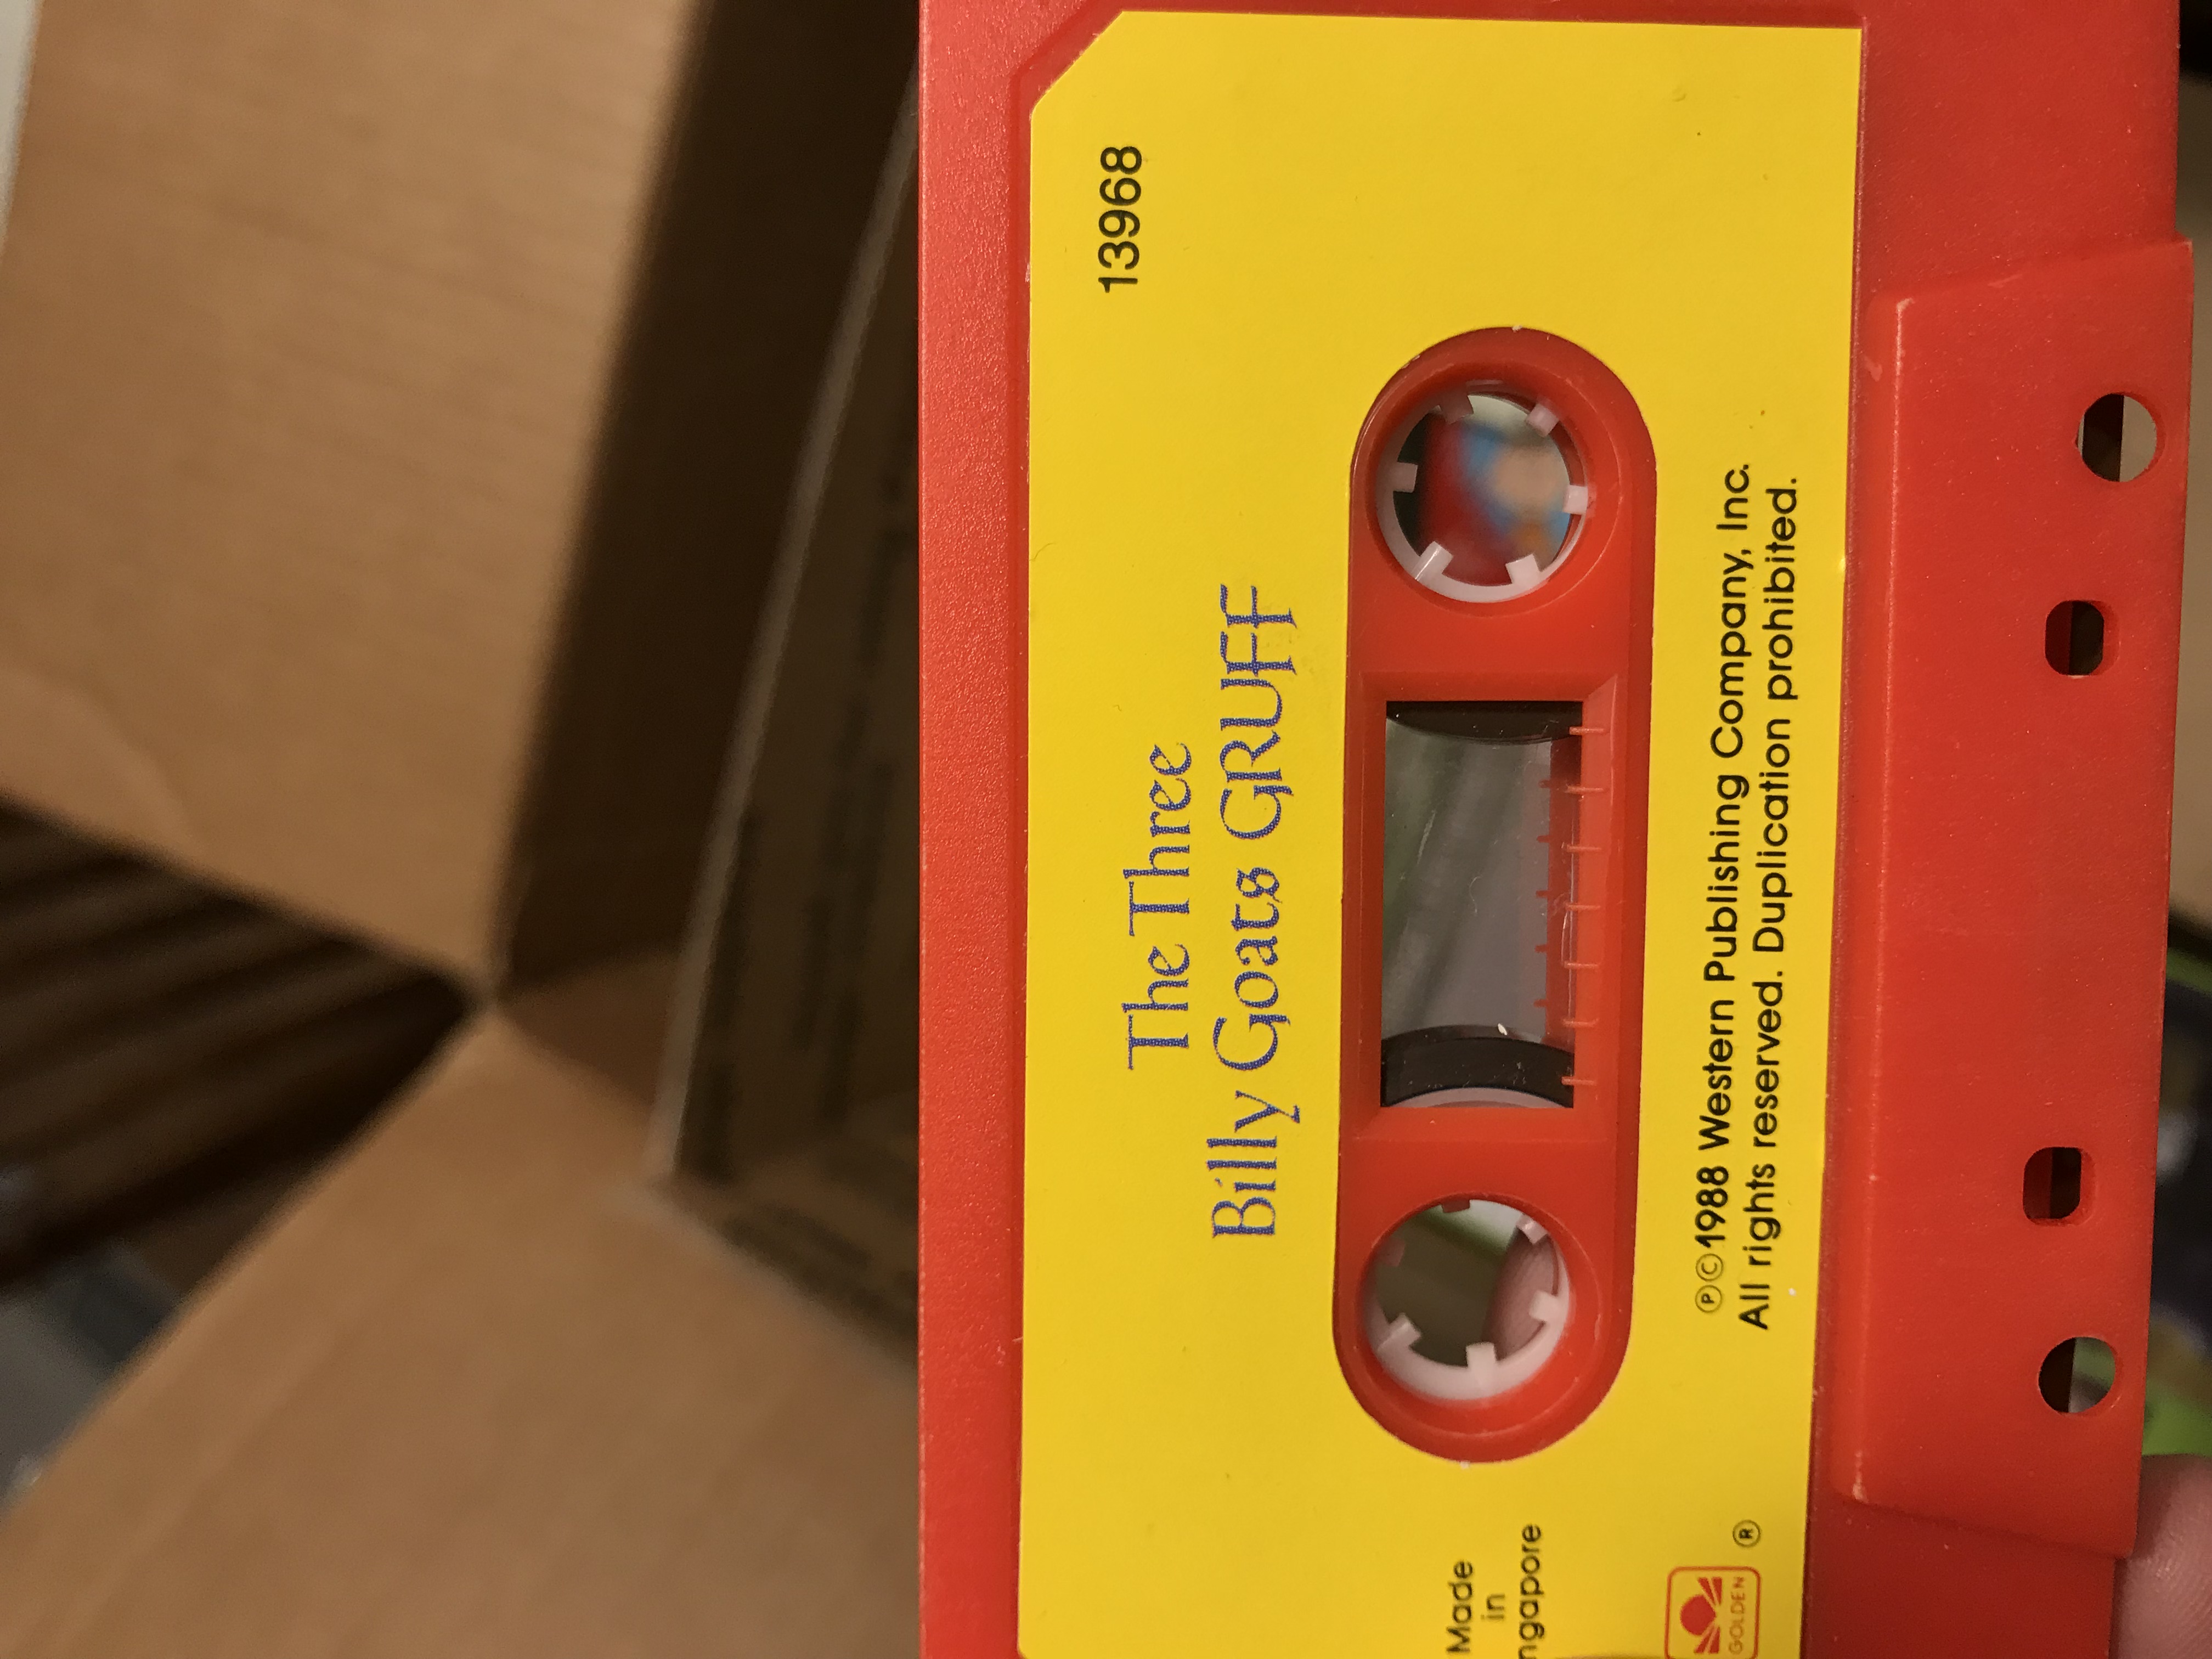 13968
The Three
Billy Goats GRUFF
Made
in
ngapore
Ⓟ©1988 Western Publishing Company, Inc.
All rights reserved. Duplication prohibited.
GOLDEN ®